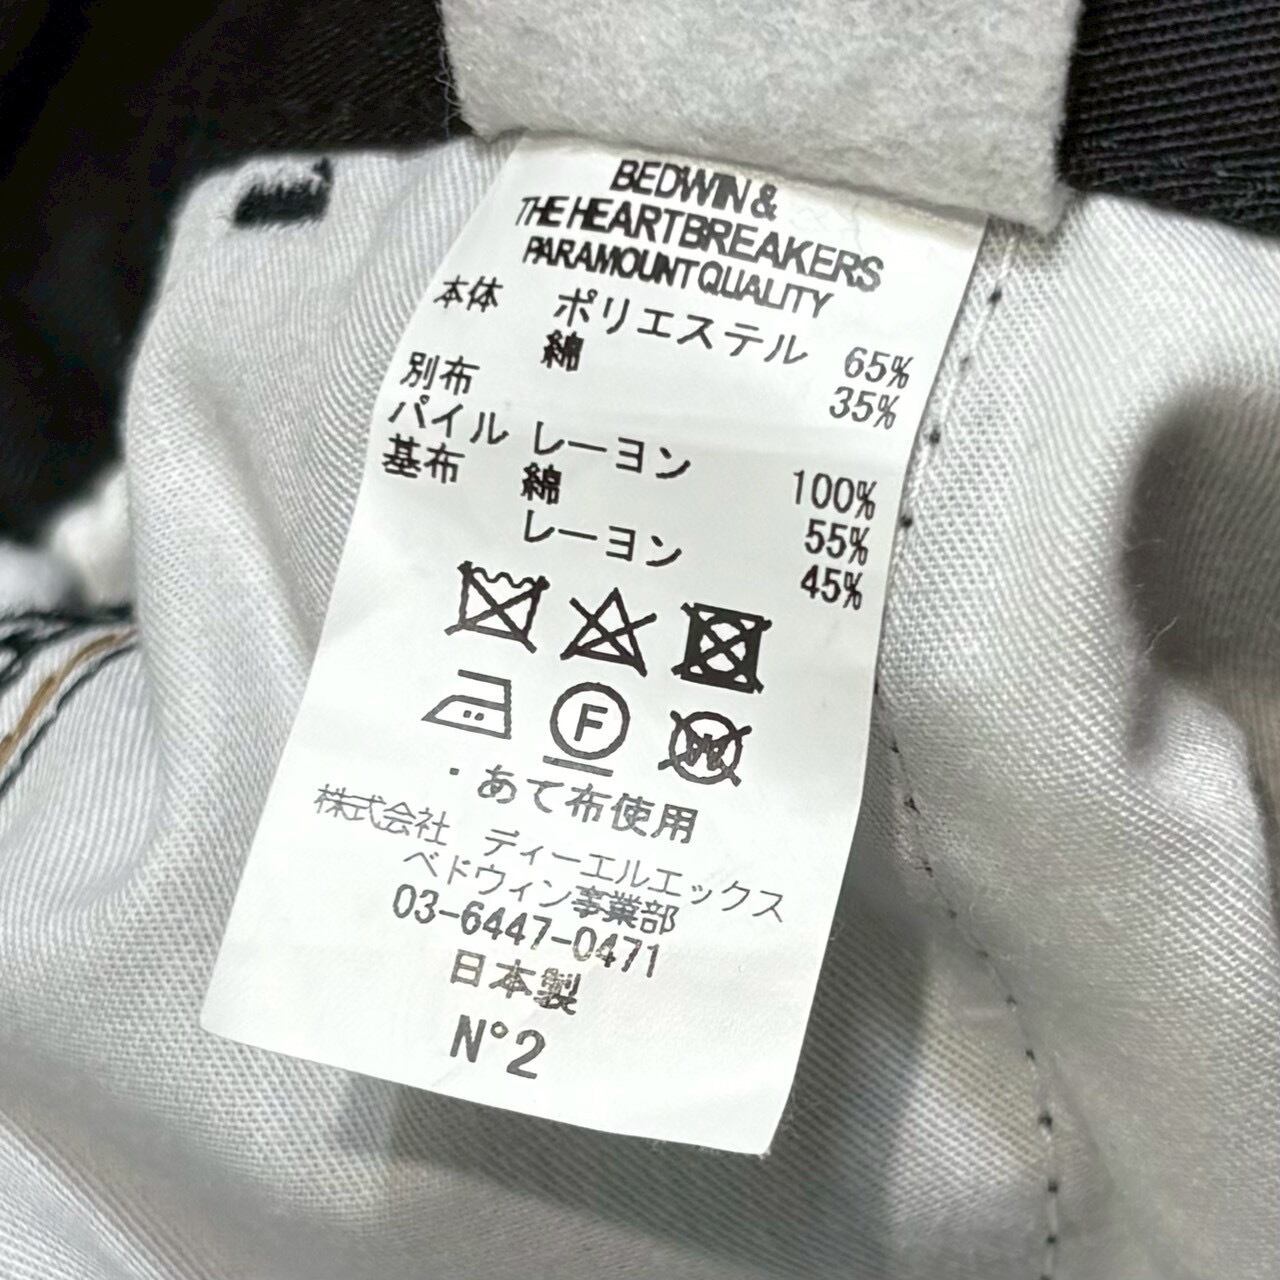 BEDWIN &
THE HEARTBREAKERS
PARAMOUNT QUALITY
本体 ポリエステル 65%
綿 35%
別布
パイル レーヨン 100%
基布 綿 55%
レーヨン 45%
F
・あて布使用
株式会社 ディーエルエックス
ベドウィン事業部
03-6447-0471
日本製
N°2